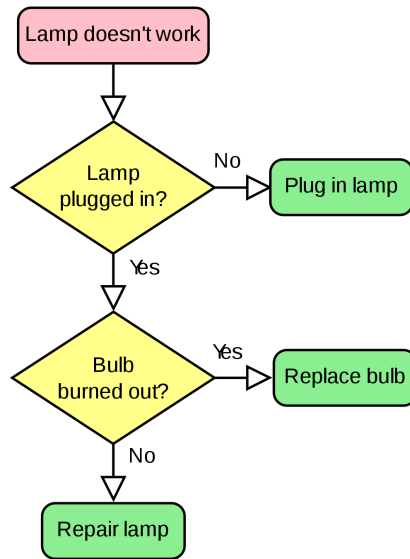 Lamp doesn't work
Lamp
plugged in?
No
Plug in lamp
Yes
Bulb
burned out?
Yes
Replace bulb
No
Repair lamp